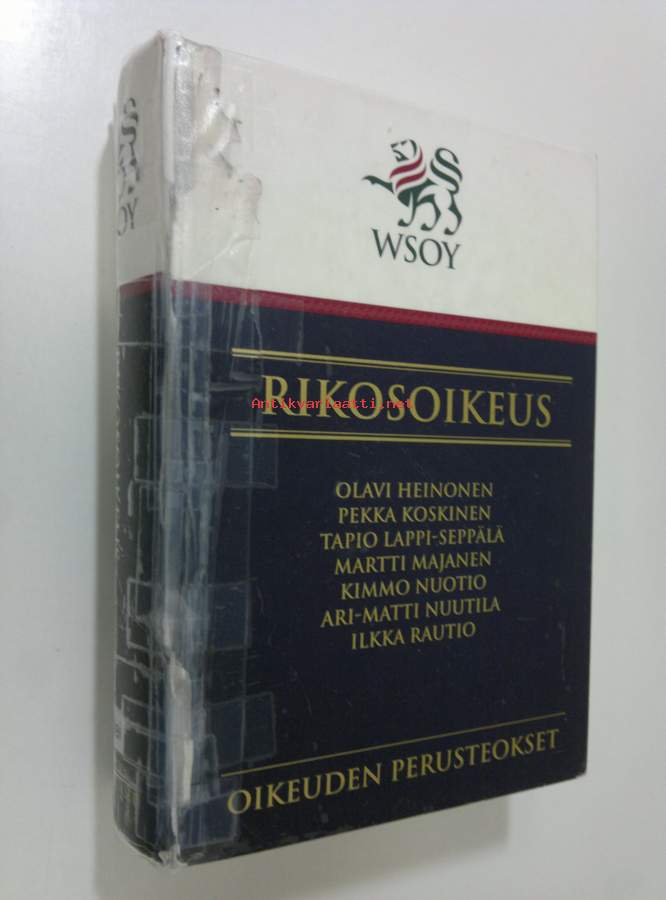 WSOY
RIKOSOIKEUS
Antikvariaatti.net
OLAVI HEINONEN
PEKKA KOSKINEN
TAPIO LAPPI-SEPPÄLÄ
MARTTI MAJANEN
KIMMO NUOTIO
ARI-MATTI NUUTILA
ILKKA RAUTIO
OIKEUDEN PERUSTEOKSET